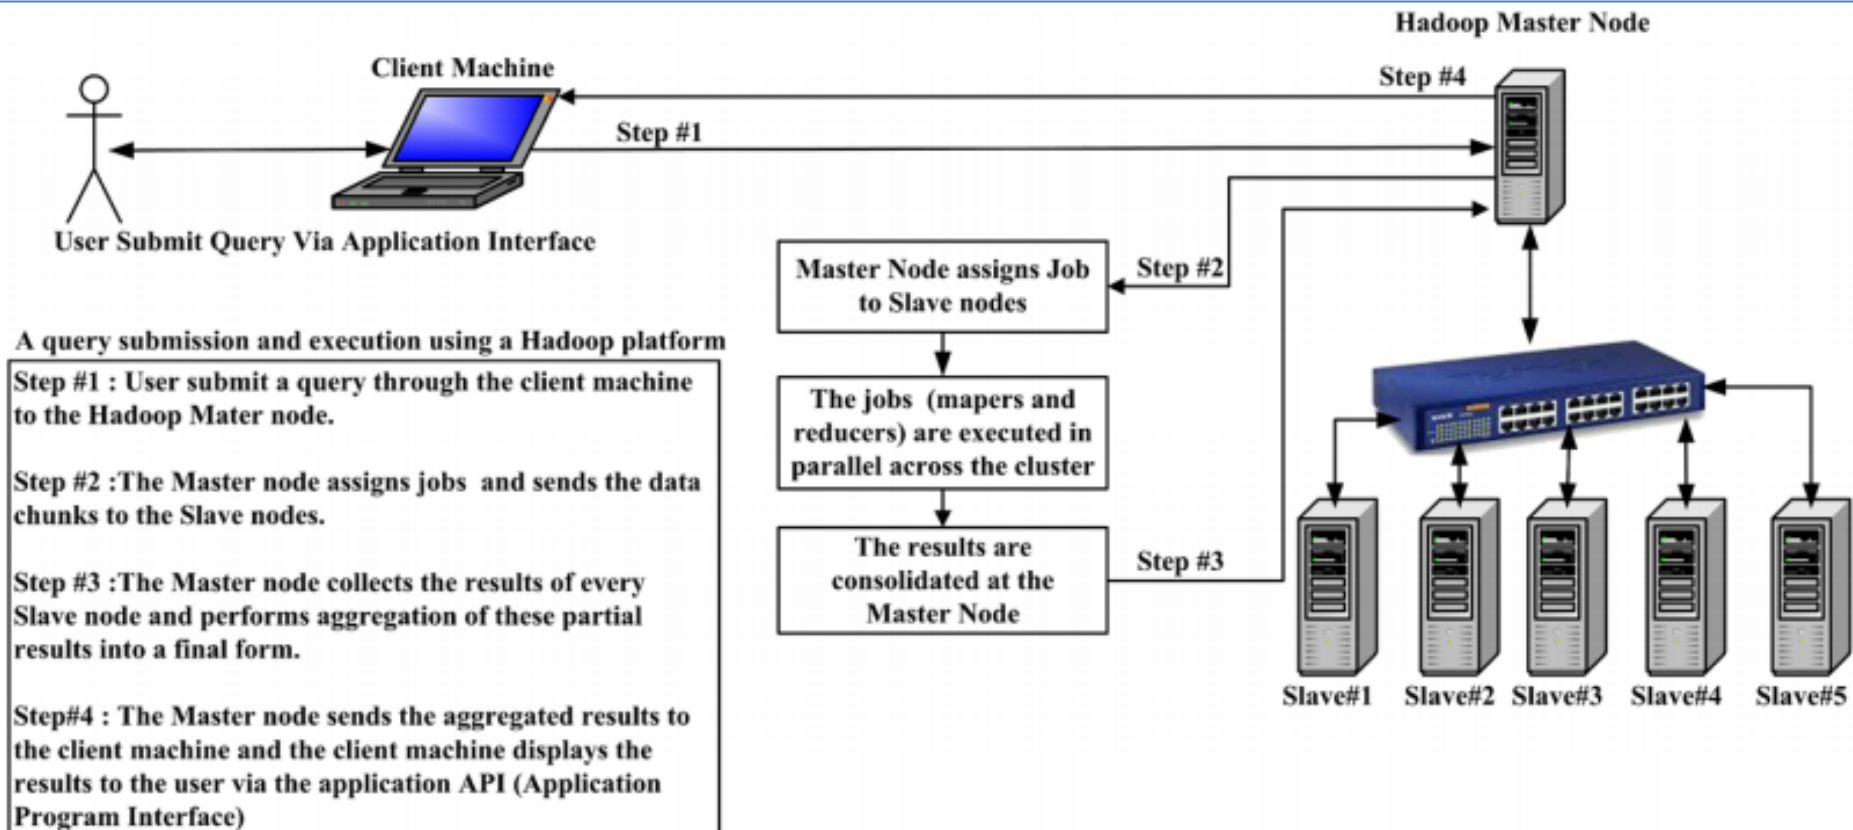 Hadoop Master Node
Client Machine
Step #4
Step #1
User Submit Query Via Application Interface
Master Node assigns Job
to Slave nodes
Step #2
The jobs (mapers and
reducers) are executed in
parallel across the cluster
The results are
consolidated at the
Master Node
Step #3
A query submission and execution using a Hadoop platform
Step #1 : User submit a query through the client machine
to the Hadoop Mater node.
Step #2 :The Master node assigns jobs and sends the data
chunks to the Slave nodes.
Step #3 :The Master node collects the results of every
Slave node and performs aggregation of these partial
results into a final form.
Step#4 : The Master node sends the aggregated results to
the client machine and the client machine displays the
results to the user via the application API (Application
Program Interface)
Slave#1
Slave#2
Slave#3
Slave#4
Slave#5